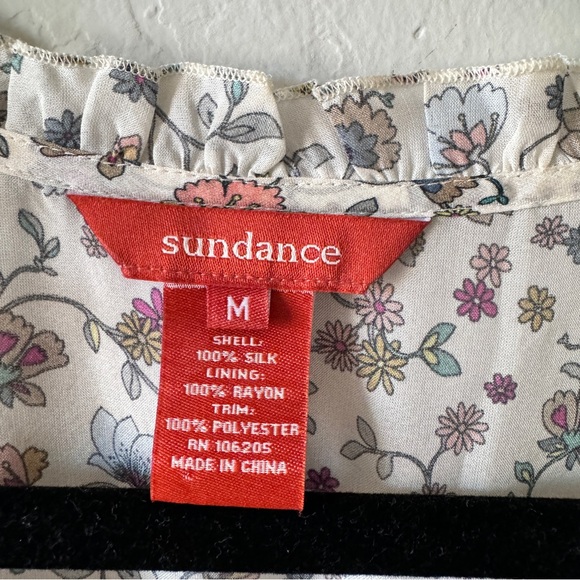 sundance
M
SHELL:
100% SILK
LINING:
100% RAYON
TRIM:
100% POLYESTER
RN 106205
MADE IN CHINA